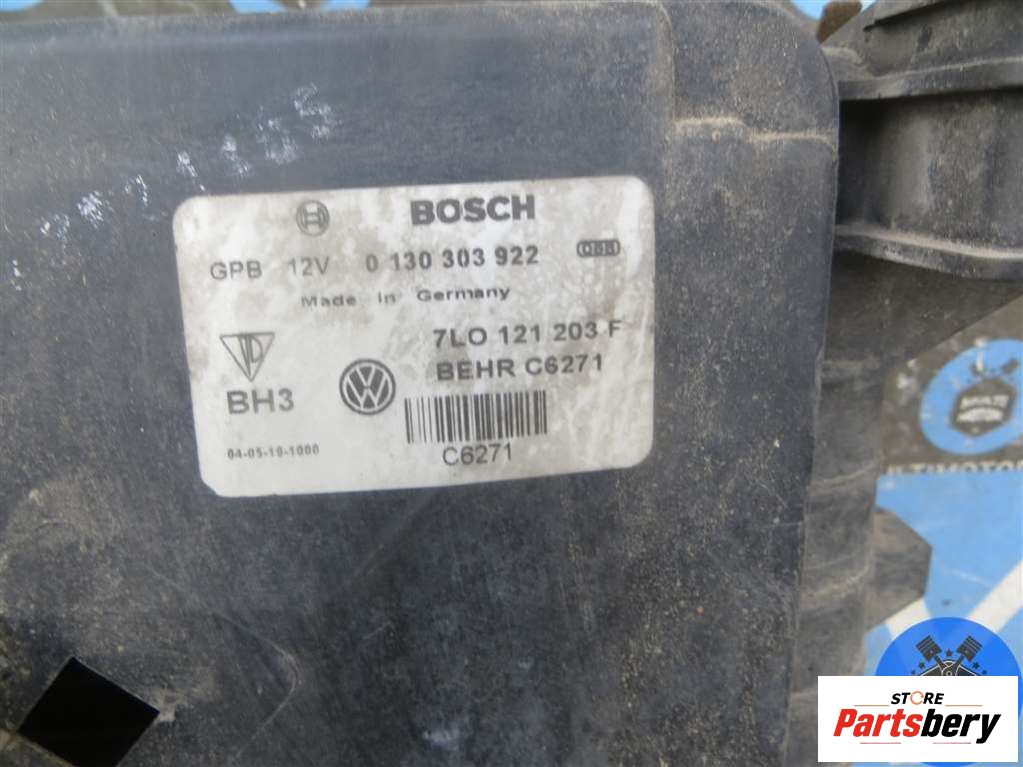 BOSCH
GPB 12V 0 130 303 922
Made in Germany
7LO 121 203 F
BEHR C6271
BH3
04-05-10-1000
C6271
STORE
Partsbery